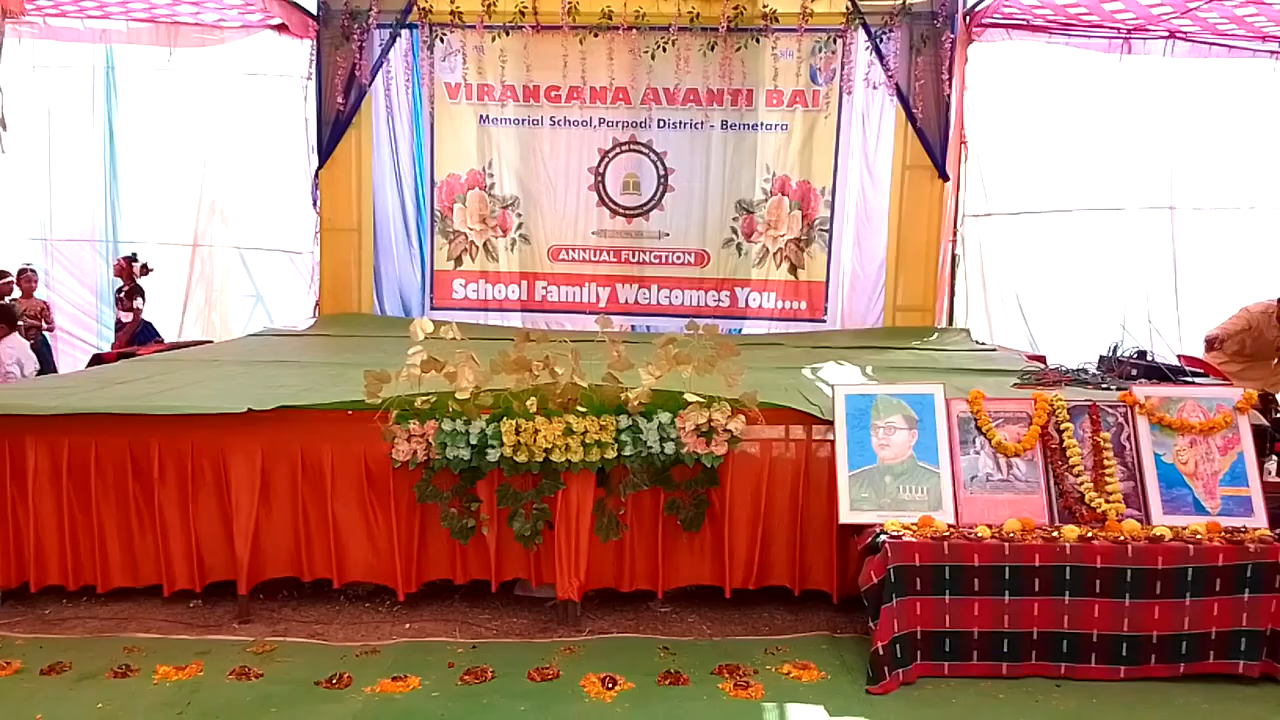 VIRANGANA AVANTI BAI
Memorial School,Parpodi District - Bemetara
ANNUAL FUNCTION
School Family Welcomes You....